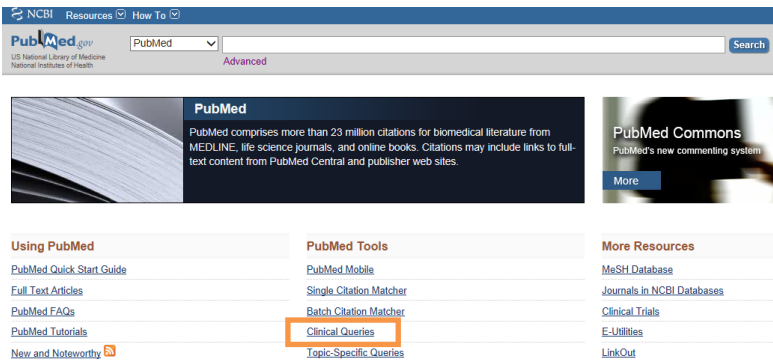 NCBI Resources How To
PubMed.gov
US National Library of Medicine
National Institutes of Health
PubMed
Search
Advanced
PubMed
PubMed comprises more than 23 million citations for biomedical literature from
MEDLINE, life science journals, and online books. Citations may include links to full-
text content from PubMed Central and publisher web sites.
PubMed Commons
PubMed's new commenting system
More
Using PubMed
PubMed Quick Start Guide
Full Text Articles
PubMed FAQs
PubMed Tutorials
New and Noteworthy
PubMed Tools
PubMed Mobile
Single Citation Matcher
Batch Citation Matcher
Clinical Queries
Topic-Specific Queries
More Resources
MeSH Database
Journals in NCBI Databases
Clinical Trials
E-Utilities
LinkOut